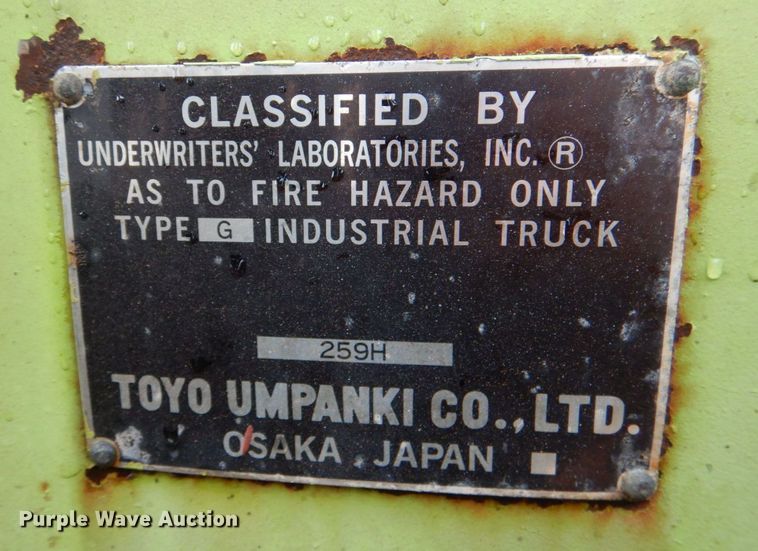 CLASSIFIED BY
UNDERWRITERS' LABORATORIES, INC. ®
AS TO FIRE HAZARD ONLY
TYPE G INDUSTRIAL TRUCK
259H
TOYO UMPANKI CO., LTD.
OSAKA JAPAN
Purple Wave Auction